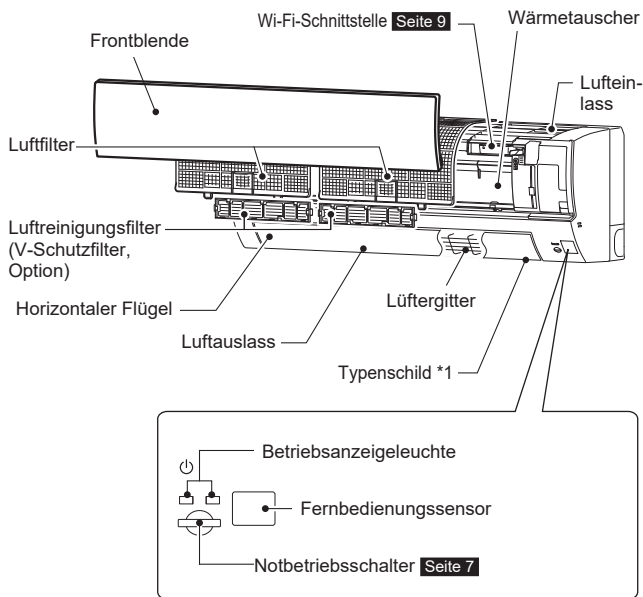 Wi-Fi-Schnittstelle Seite 9
Wärmetauscher
Frontblende
Luftein-
lass
Luftfilter
Luftreinigungsfilter
(V-Schutzfilter,
Option)
Horizontaler Flügel
Lüftergitter
Luftauslass
Typenschild *1
Betriebsanzeigeleuchte
Fernbedienungssensor
Notbetriebsschalter Seite 7